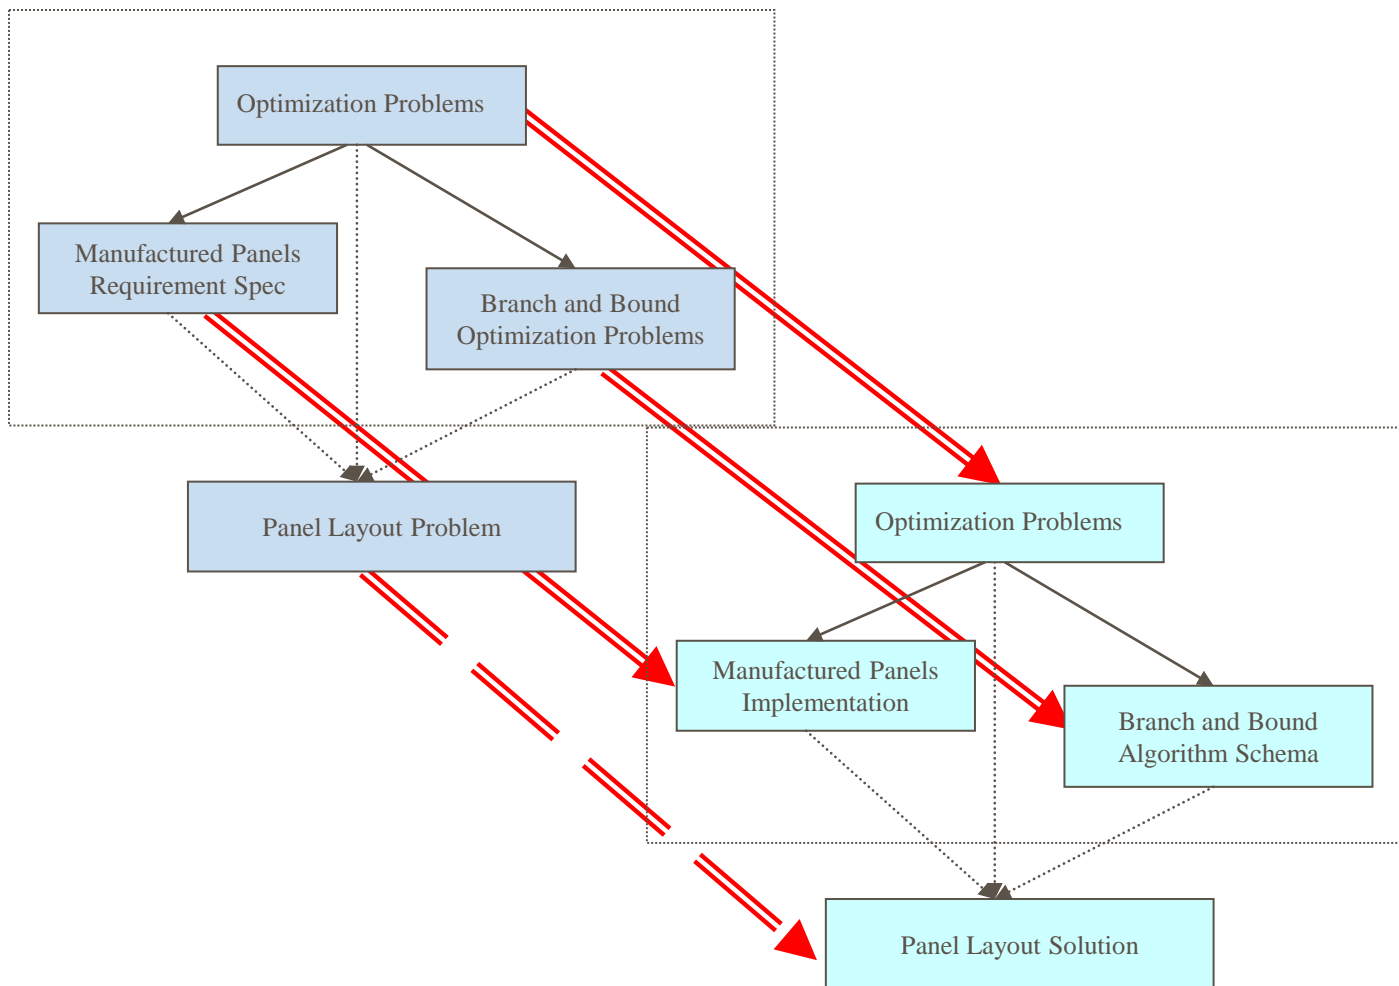 Optimization Problems
Manufactured Panels
Requirement Spec
Branch and Bound
Optimization Problems
Panel Layout Problem
Optimization Problems
Manufactured Panels
Implementation
Branch and Bound
Algorithm Schema
Panel Layout Solution